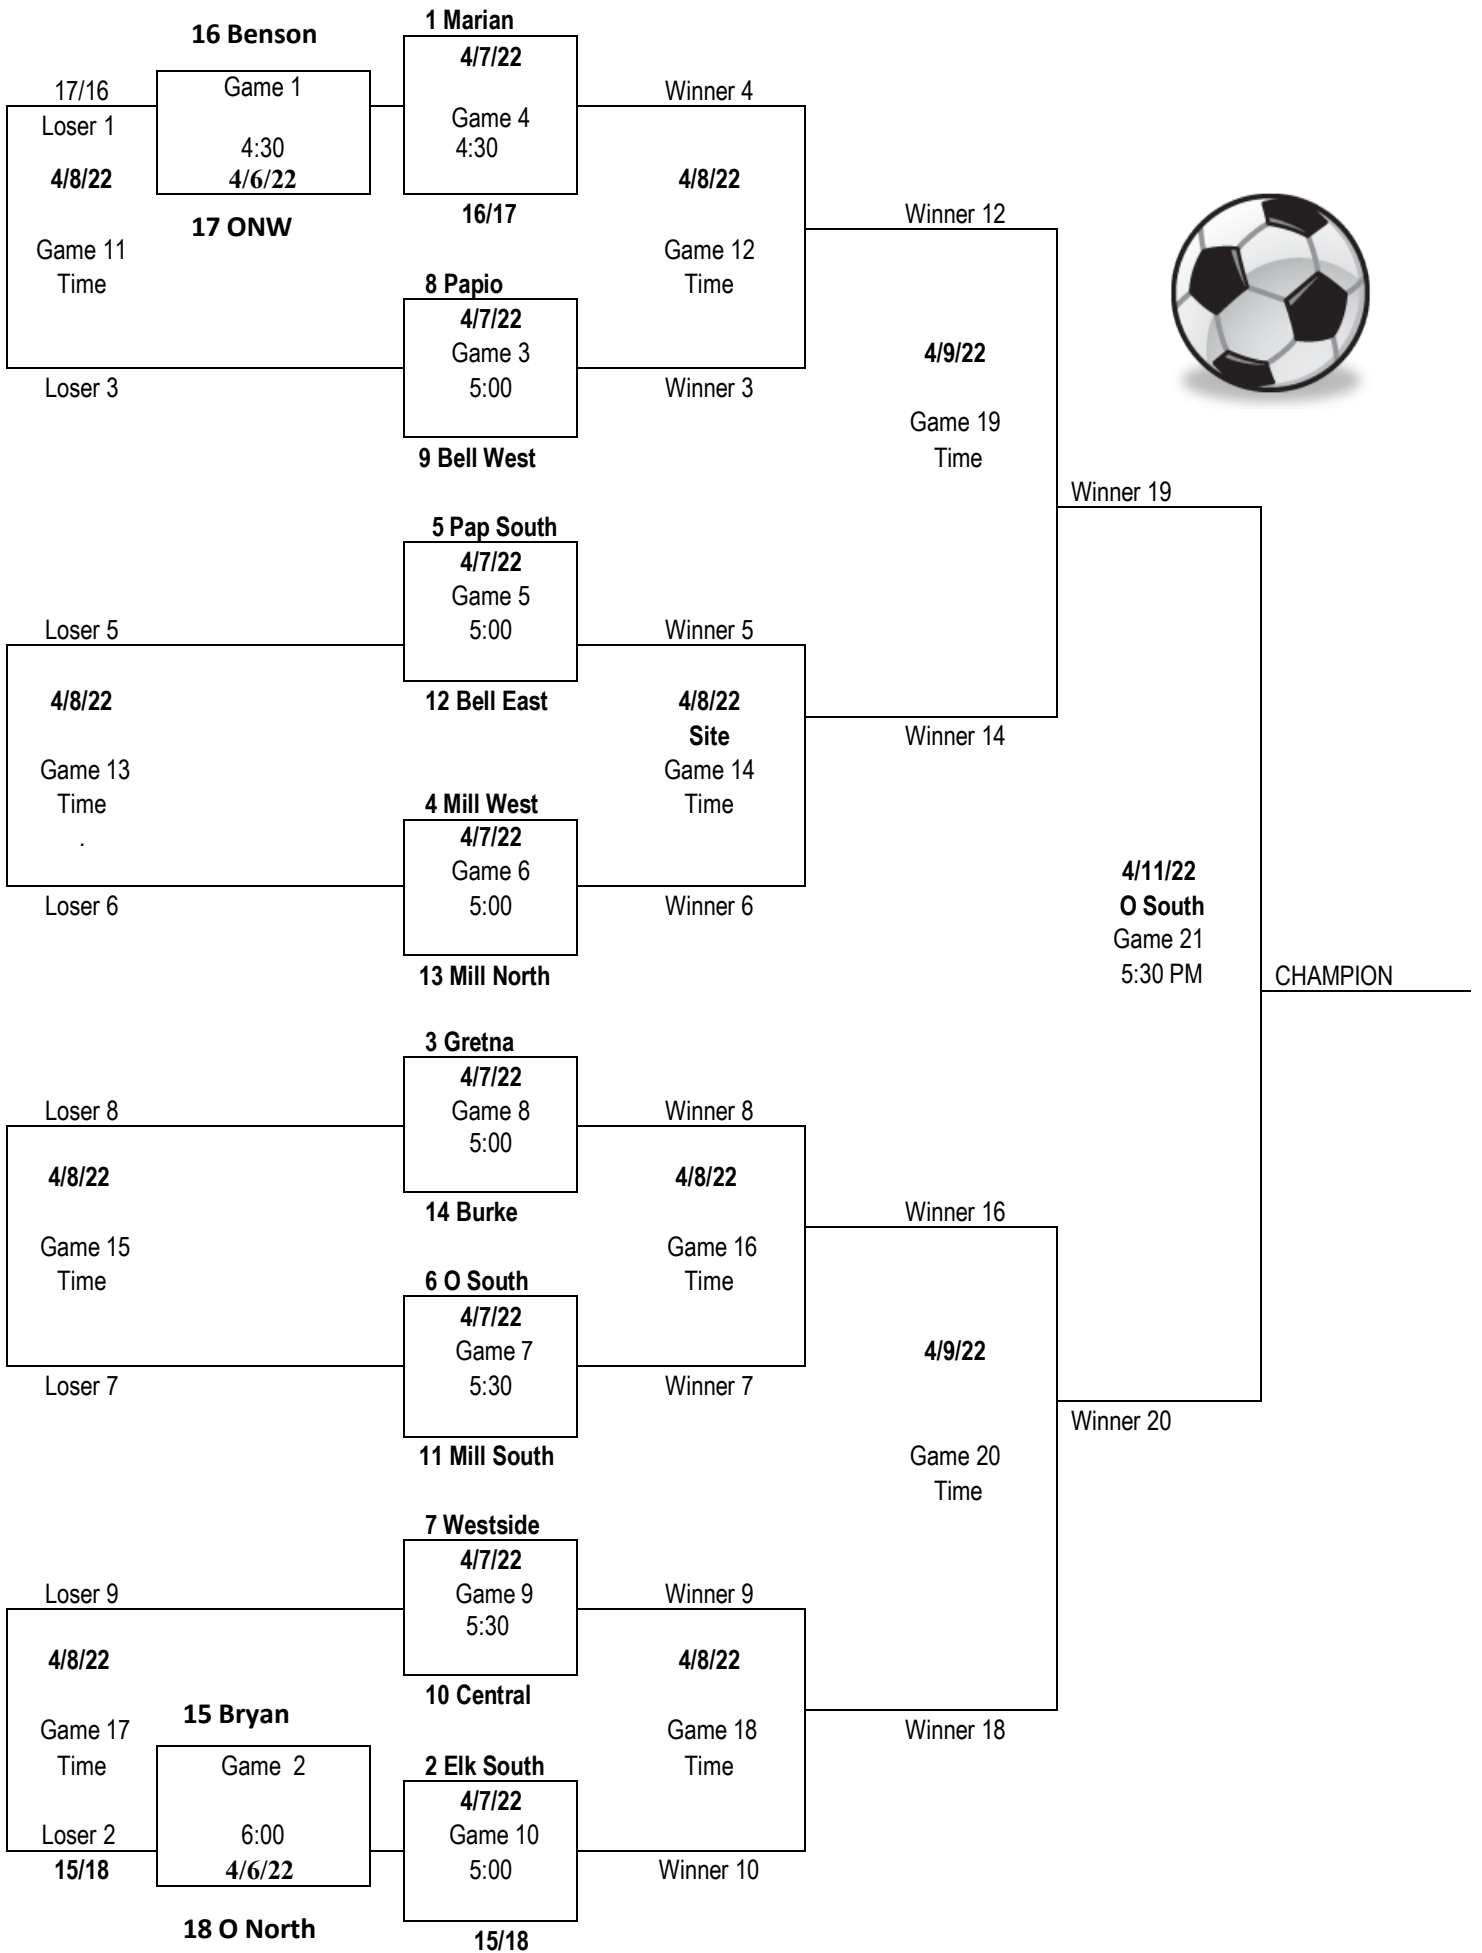 1 Marian
16 Benson
4/7/22
17/16
Game 1
Winner 4
Loser 1
Game 4
4:30
4:30
4/8/22
4/6/22
4/8/22
16/17
Winner 12
17 ONW
Game 11
Game 12
Time
8 Papio
Time
4/7/22
Game 3
4/9/22
Loser 3
5:00
Winner 3
Game 19
9 Bell West
Time
Winner 19
5 Pap South
4/7/22
Game 5
Loser 5
5:00
Winner 5
4/8/22
12 Bell East
4/8/22
Site
Winner 14
Game 13
Game 14
Time
4 Mill West
Time
.
4/7/22
Game 6
4/11/22
Loser 6
5:00
Winner 6
O South
Game 21
13 Mill North
5:30 PM
CHAMPION
3 Gretna
4/7/22
Loser 8
Game 8
Winner 8
5:00
4/8/22
4/8/22
14 Burke
Winner 16
Game 15
Game 16
Time
6 O South
Time
4/7/22
Game 7
4/9/22
Loser 7
5:30
Winner 7
Winner 20
11 Mill South
Game 20
Time
7 Westside
4/7/22
Loser 9
Game 9
Winner 9
5:30
4/8/22
4/8/22
10 Central
15 Bryan
Game 17
Game 18
Winner 18
Time
Game 2
2 Elk South
Time
4/7/22
Loser 2
6:00
Game 10
15/18
4/6/22
5:00
Winner 10
18 O North
15/18